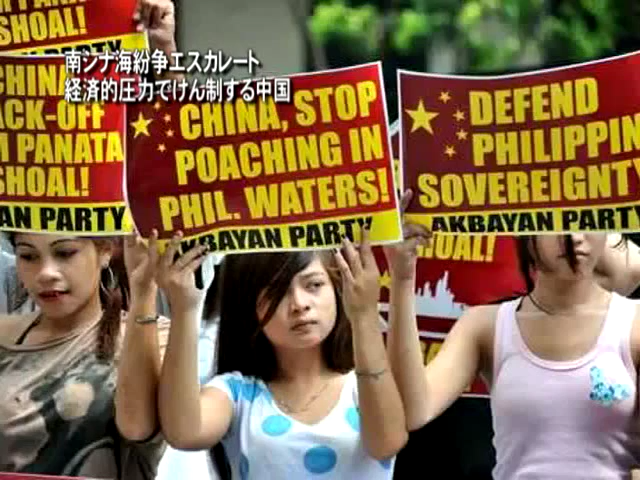 南シナ海紛争エスカレート
経済的圧力でけん制する中国
SHOAL!
CHINA
ACK-OFF
PANATA
SHOAL!
AN PARTY
CHINA, STOP
POACHING IN
PHIL. WATERS!
AKBAYAN PARTY
DEFEND
PHILIPPIN
SOVEREIGNTY
AKBAYAN PARTY
HOAL!